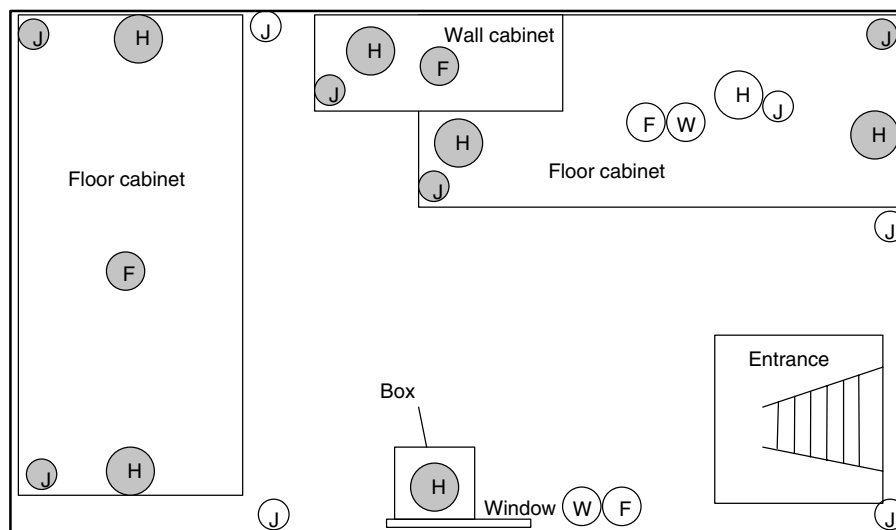 J H J H Wall cabinet J
F
J H J
F W
H H
Floor cabinet Floor cabinet
J
J
F
Entrance
Box
J H H
Window W F
J J